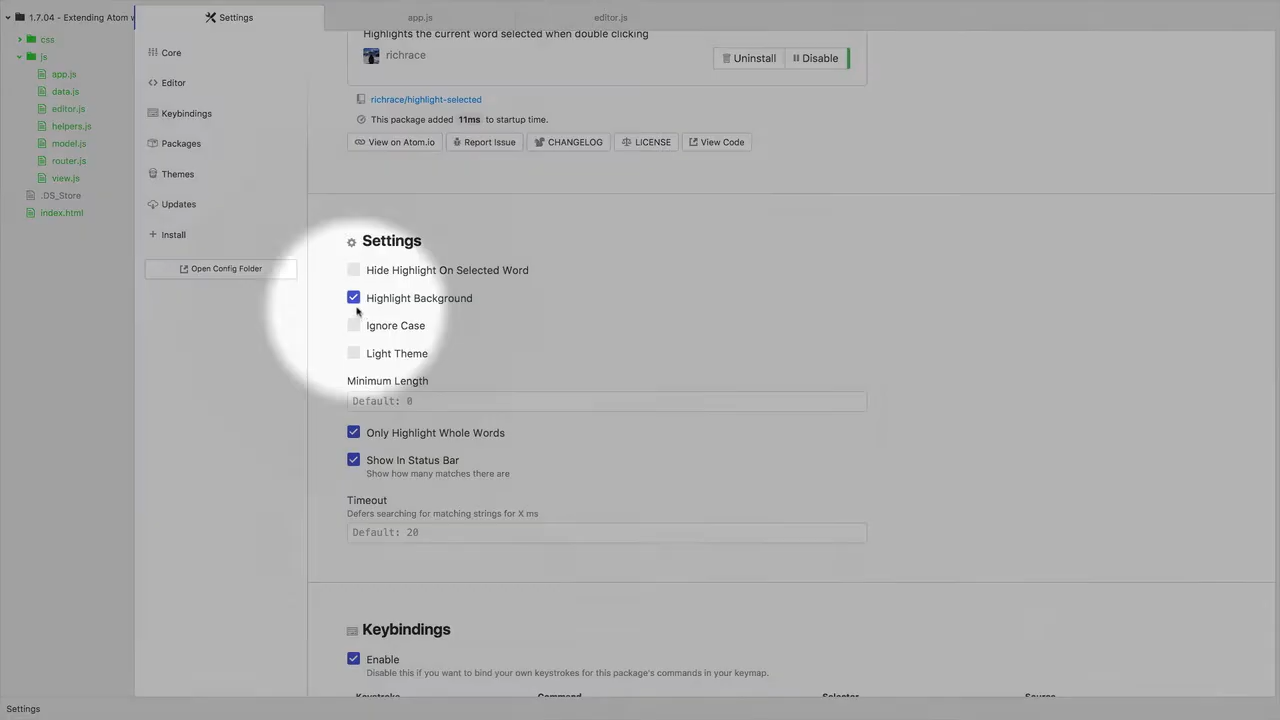 1.7.04 - Extending Atom w
css
js
app.js
data.js
editor.js
helpers.js
model.js
router.js
view.js
.DS_Store
index.html
Settings
app.js
editor.js
Core
Editor
Keybindings
Packages
Themes
Updates
Install
Open Config Folder
Highlights the current word selected when double clicking
richrace
Uninstall
Disable
richrace/highlight-selected
This package added 11ms to startup time.
View on Atom.io
Report Issue
CHANGELOG
LICENSE
View Code
Settings
Hide Highlight On Selected Word
Highlight Background
Ignore Case
Light Theme
Minimum Length
Default: 0
Only Highlight Whole Words
Show In Status Bar
Show how many matches there are
Timeout
Defers searching for matching strings for X ms
Default: 20
Keybindings
Enable
Disable this if you want to bind your own keystrokes for this package's commands in your keymap.
Keystroke Command Selector Source
Settings